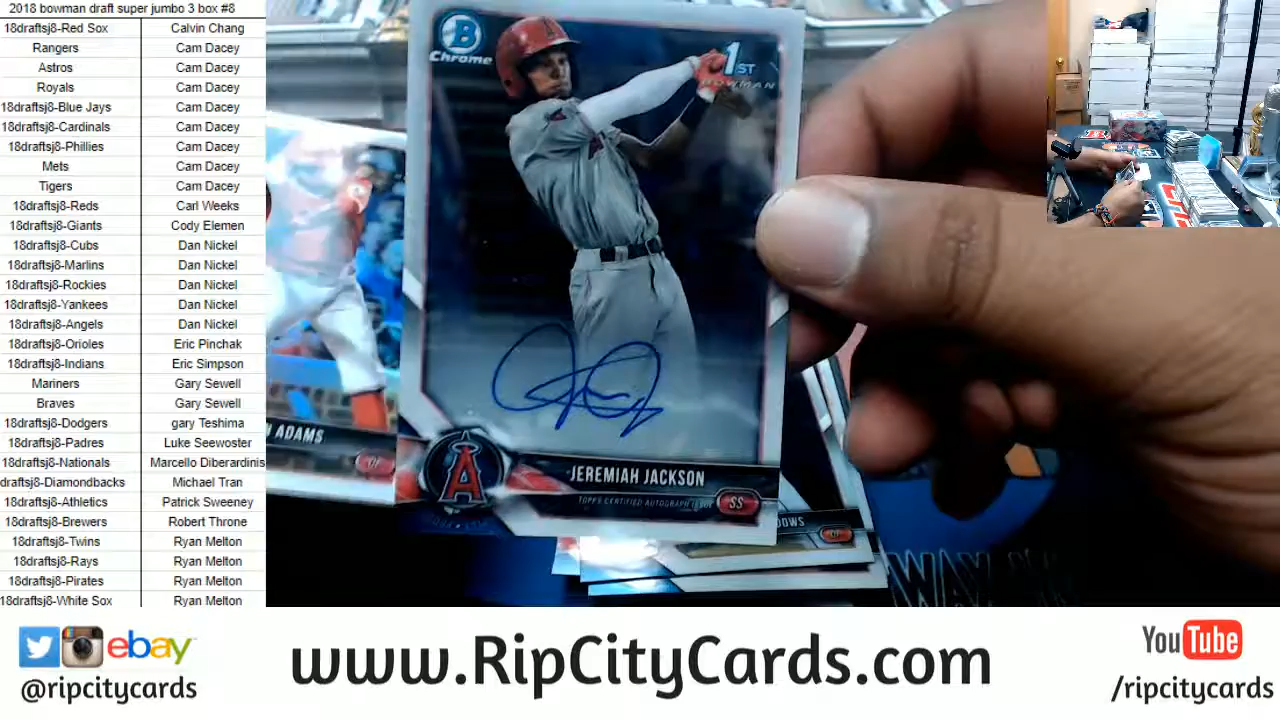 2018 bowman draft super jumbo 3 box #8
18draftsj8-Red Sox Calvin Chang
Rangers Cam Dacey
Astros Cam Dacey
Royals Cam Dacey
18draftsj8-Blue Jays Cam Dacey
18draftsj8-Cardinals Cam Dacey
18draftsj8-Phillies Cam Dacey
Mets Cam Dacey
Tigers Cam Dacey
18draftsj8-Reds Carl Weeks
18draftsj8-Giants Cody Elemen
18draftsj8-Cubs Dan Nickel
18draftsj8-Marlins Dan Nickel
18draftsj8-Rockies Dan Nickel
18draftsj8-Yankees Dan Nickel
18draftsj8-Angels Dan Nickel
18draftsj8-Orioles Eric Pinchak
18draftsj8-Indians Eric Simpson
Mariners Gary Sewell
Braves Gary Sewell
18draftsj8-Dodgers gary Teshima
18draftsj8-Padres Luke Seewoster
18draftsj8-Nationals Marcello Diberardinis
draftsj8-Diamondbacks Michael Tran
18draftsj8-Athletics Patrick Sweeney
18draftsj8-Brewers Robert Throne
18draftsj8-Twins Ryan Melton
18draftsj8-Rays Ryan Melton
18draftsj8-Pirates Ryan Melton
18draftsj8-White Sox Ryan Melton
B
Chrome
1ST
BOWMAN
ADAMS
A
JEREMIAH JACKSON
TOPPS CERTIFIED AUTOGRAPH ISSUE
SS
DOWS
ebay
@ripcitycards
www.RipCityCards.com
YouTube
/ripcitycards